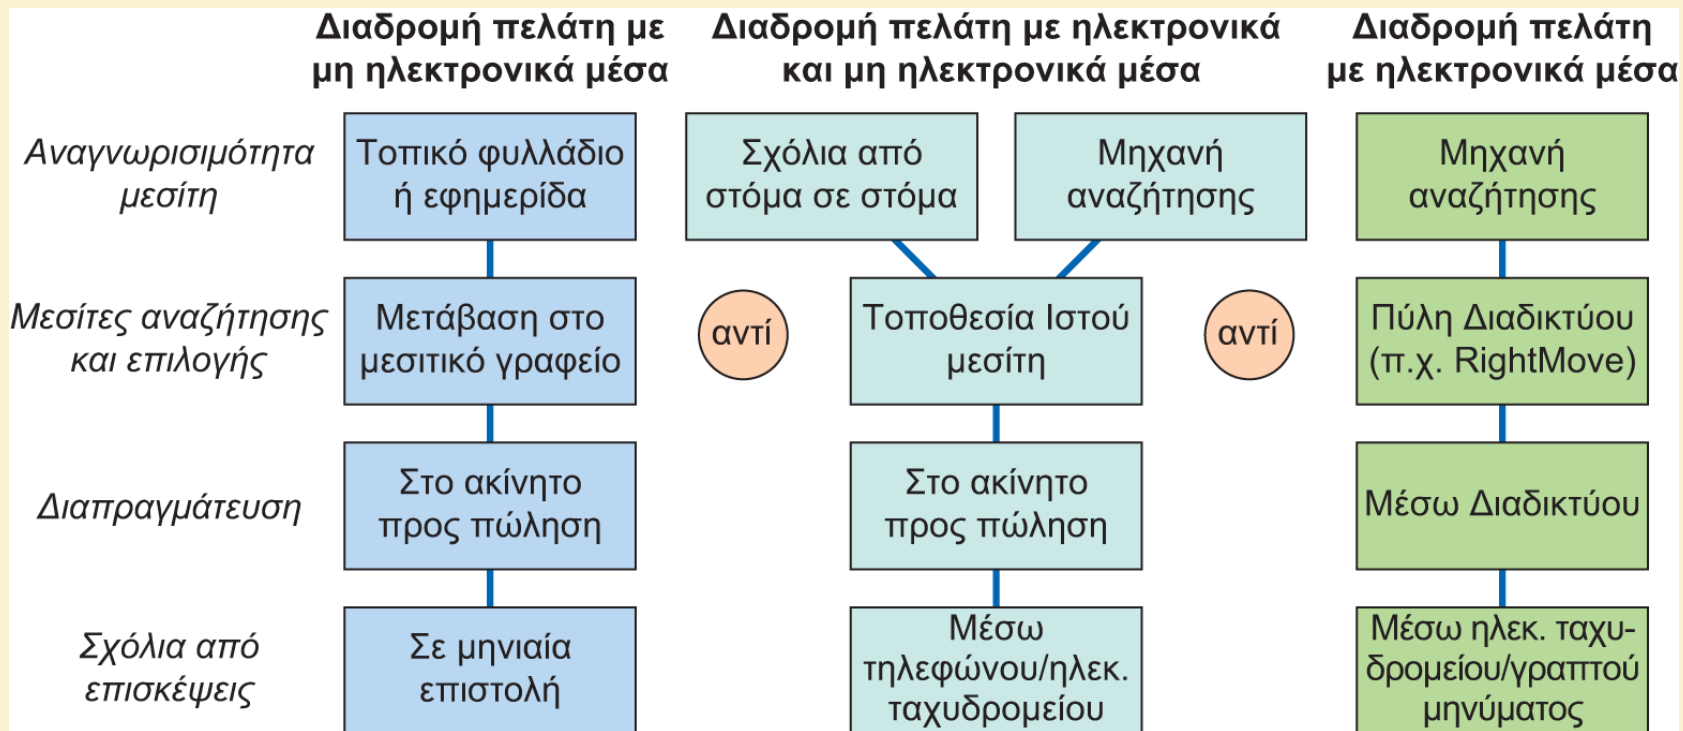 Διαδρομή πελάτη με
μη ηλεκτρονικά μέσα
Διαδρομή πελάτη με ηλεκτρονικά
και μη ηλεκτρονικά μέσα
Διαδρομή πελάτη
με ηλεκτρονικά μέσα
Αναγνωρισιμότητα
μεσίτη
Τοπικό φυλλάδιο
ή εφημερίδα
Σχόλια από
στόμα σε στόμα
Μηχανή
αναζήτησης
Μηχανή
αναζήτησης
Μεσίτες αναζήτησης
και επιλογής
Μετάβαση στο
μεσιτικό γραφείο
αντί
Τοποθεσία Ιστού
μεσίτη
αντί
Πύλη Διαδικτύου
(π.χ. RightMove)
Διαπραγμάτευση
Στο ακίνητο
προς πώληση
Στο ακίνητο
προς πώληση
Μέσω Διαδικτύου
Σχόλια από
επισκέψεις
Σε μηνιαία
επιστολή
Μέσω
τηλεφώνου/ηλεκ.
ταχυδρομείου
Μέσω ηλεκ. ταχυ-
δρομείου/γραπτού
μηνύματος